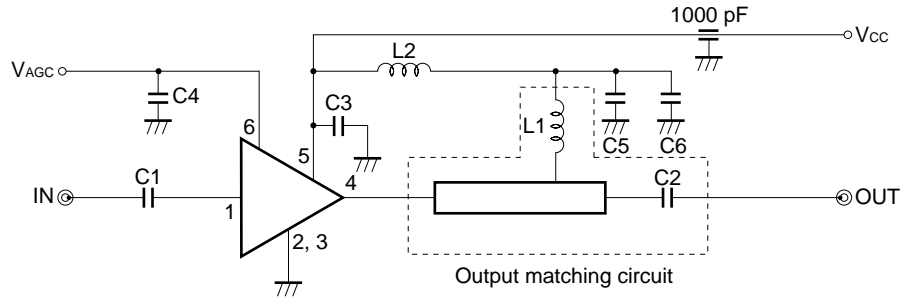 1000 pF
VCC
L2
VAGC
C4
C3
L1
6
5
C5
C6
C1
4
C2
IN
1
OUT
2, 3
Output matching circuit